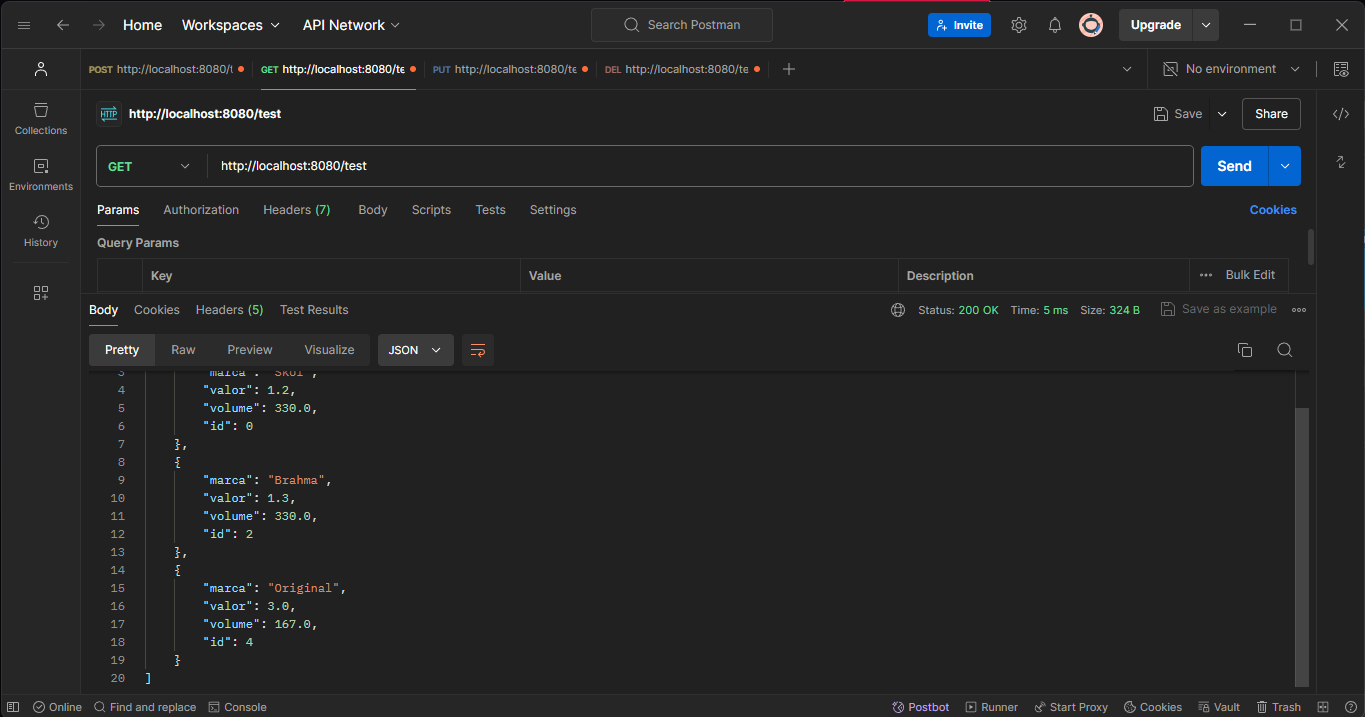 Home Workspaces API Network Search Postman Invite Upgrade
POST http://localhost:8080/t GET http://localhost:8080/te PUT http://localhost:8080/te DEL http://localhost:8080/te No environment
HTTP http://localhost:8080/test Save Share
Collections
GET http://localhost:8080/test Send
Environments
Params Authorization Headers (7) Body Scripts Tests Settings Cookies
History
Query Params
Key Value Description Bulk Edit
Body Cookies Headers (5) Test Results Status: 200 OK Time: 5 ms Size: 324 B Save as example
Pretty Raw Preview Visualize JSON
3 "marca": "Skol",
4 "valor": 1.2,
5 "volume": 330.0,
6 "id": 0
7 },
8 {
9 "marca": "Brahma",
10 "valor": 1.3,
11 "volume": 330.0,
12 "id": 2
13 },
14 {
15 "marca": "Original",
16 "valor": 3.0,
17 "volume": 167.0,
18 "id": 4
19 }
20 ]
Online Find and replace Console Postbot Runner Start Proxy Cookies Vault Trash